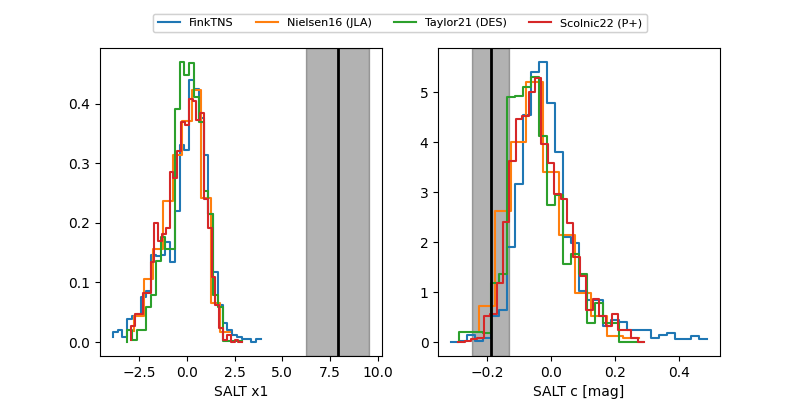 FinkTNS Nielsen16 (JLA) Taylor21 (DES) Scolnic22 (P+)
0.4
0.3
0.2
0.1
0.0
−2.5 0.0 2.5 5.0 7.5 10.0
SALT x1
5
4
3
2
1
0
−0.2 0.0 0.2 0.4
SALT c [mag]